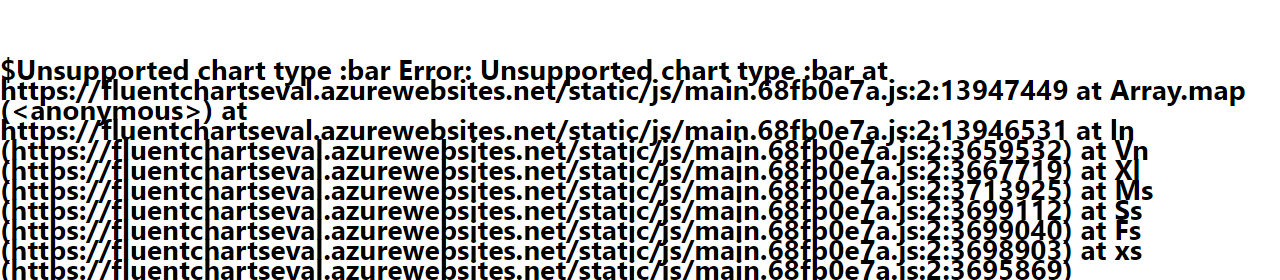 $Unsupported chart type :bar Error: Unsupported chart type :bar at
https://fluentchartseval.azurewebsites.net/static/js/main.68fb0e7a.js:2:13947449 at Array.map
(<anonymous>) at
https://fluentchartseval.azurewebsites.net/static/js/main.68fb0e7a.js:2:13946531 at ln
(https://fluentchartseval.azurewebsites.net/static/js/main.68fb0e7a.js:2:3659532) at Vn
(https://fluentchartseval.azurewebsites.net/static/js/main.68fb0e7a.js:2:3667719) at Xl
(https://fluentchartseval.azurewebsites.net/static/js/main.68fb0e7a.js:2:3713925) at Ms
(https://fluentchartseval.azurewebsites.net/static/js/main.68fb0e7a.js:2:3699112) at Ss
(https://fluentchartseval.azurewebsites.net/static/js/main.68fb0e7a.js:2:3699040) at Fs
(https://fluentchartseval.azurewebsites.net/static/js/main.68fb0e7a.js:2:3698903) at xs
(https://fluentchartseval.azurewebsites.net/static/js/main.68fb0e7a.js:2:3695869)